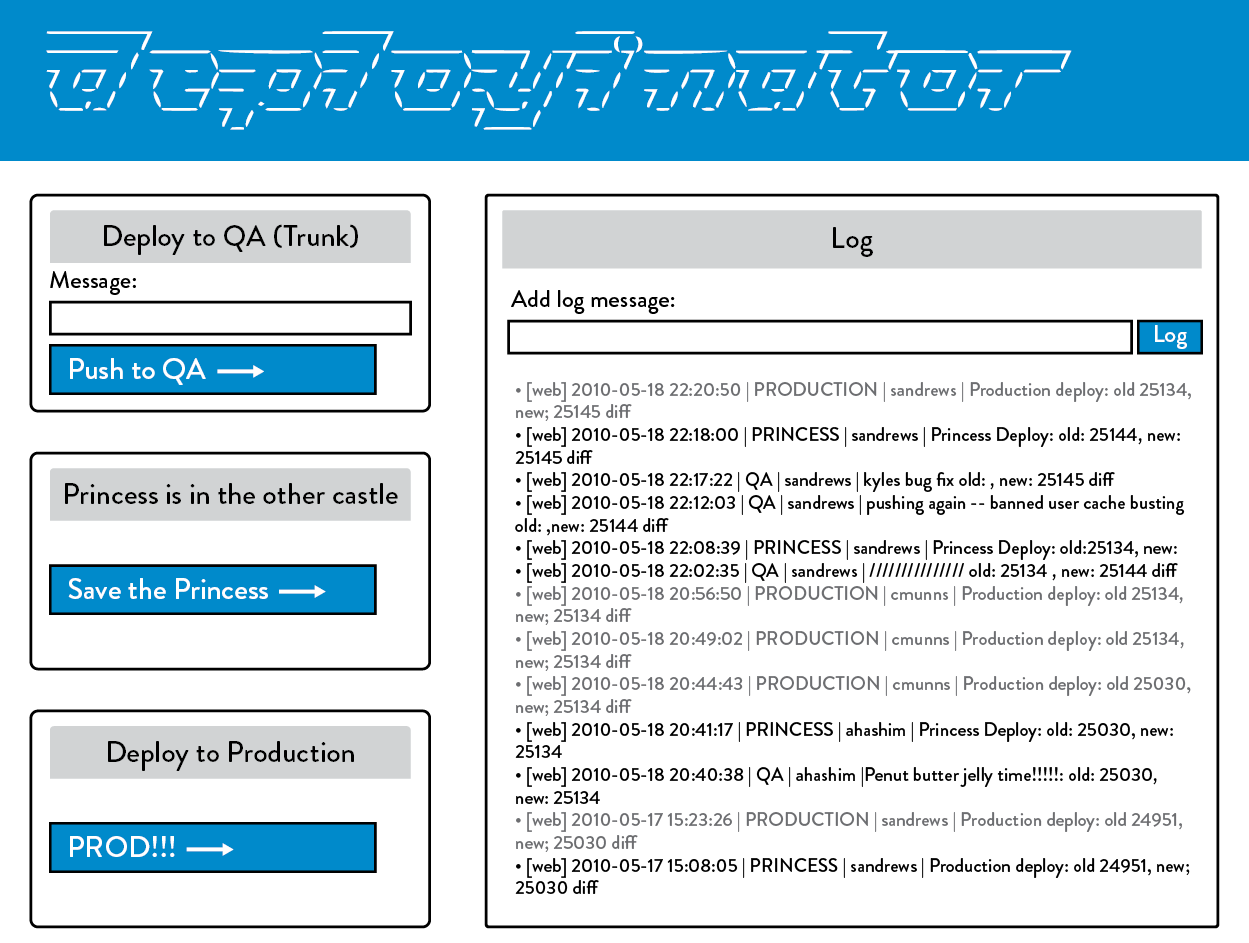 deployinator
Deploy to QA (Trunk)
Message:
Push to QA
Princess is in the other castle
Save the Princess
Deploy to Production
PROD!!!
Log
Add log message:
Log
• [web] 2010-05-18 22:20:50 | PRODUCTION | sandrews | Production deploy: old 25134,
new; 25145 diff
• [web] 2010-05-18 22:18:00 | PRINCESS | sandrews | Princess Deploy: old: 25144, new:
25145 diff
• [web] 2010-05-18 22:17:22 | QA | sandrews | kyles bug fix old: , new: 25145 diff
• [web] 2010-05-18 22:12:03 | QA | sandrews | pushing again -- banned user cache busting
old: ,new: 25144 diff
• [web] 2010-05-18 22:08:39 | PRINCESS | sandrews | Princess Deploy: old:25134, new:
• [web] 2010-05-18 22:02:35 | QA | sandrews | /////////////// old: 25134 , new: 25144 diff
• [web] 2010-05-18 20:56:50 | PRODUCTION | cmunns | Production deploy: old 25134,
new; 25134 diff
• [web] 2010-05-18 20:49:02 | PRODUCTION | cmunns | Production deploy: old 25134,
new; 25134 diff
• [web] 2010-05-18 20:44:43 | PRODUCTION | cmunns | Production deploy: old 25030,
new; 25134 diff
• [web] 2010-05-18 20:41:17 | PRINCESS | ahashim | Princess Deploy: old: 25030, new:
25134
• [web] 2010-05-18 20:40:38 | QA | ahashim |Penut butter jelly time!!!!!: old: 25030,
new: 25134
• [web] 2010-05-17 15:23:26 | PRODUCTION | sandrews | Production deploy: old 24951,
new; 25030 diff
• [web] 2010-05-17 15:08:05 | PRINCESS | sandrews | Production deploy: old 24951, new;
25030 diff